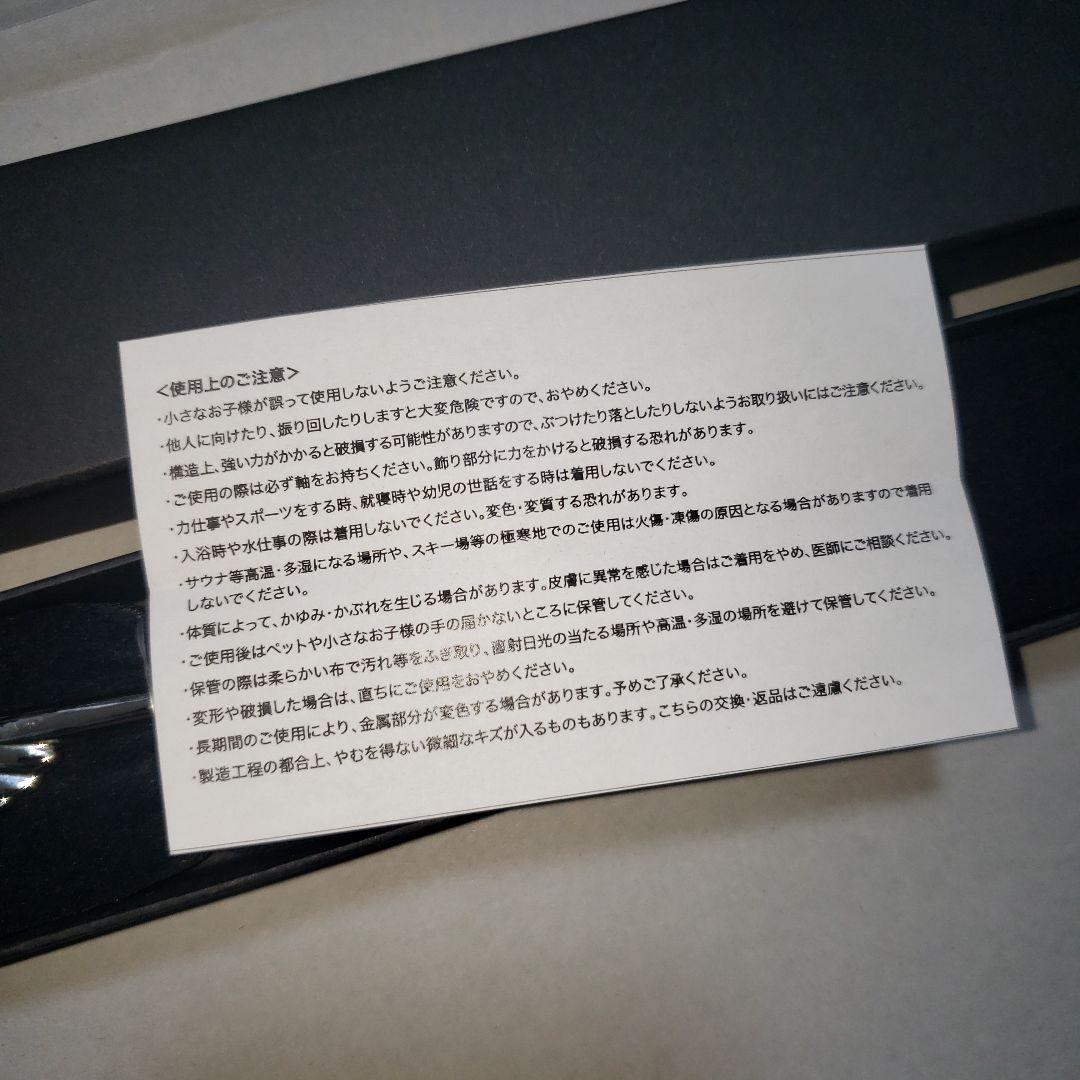 ＜使用上のご注意＞
・小さなお子様が誤って使用しないようご注意ください。
・他人に向けたり、振り回したりしますと大変危険ですので、おやめください。
・構造上、強い力がかかると破損する可能性がありますので、ぶつけたり落としたりしないようお取り扱いにはご注意ください。
・ご使用の際は必ず軸をお持ちください。飾り部分に力をかけると破損する恐れがあります。
・力仕事やスポーツをする時、就寝時や幼児の世話をする時は着用しないでください。
・入浴時や水仕事の際は着用しないでください。変色・変質する恐れがあります。
・サウナ等高温・多湿になる場所や、スキー場等の極寒地でのご使用は火傷・凍傷の原因となる場合がありますので着用
しないでください。
・体質によって、かゆみ・かぶれを生じる場合があります。皮膚に異常を感じた場合はご着用をやめ、医師にご相談ください。
・ご使用後はペットや小さなお子様の手の届かないところに保管してください。
・保管の際は柔らかい布で汚れ等をふき取り、直射日光の当たる場所や高温・多湿の場所を避けて保管してください。
・変形や破損した場合は、直ちにご使用をおやめください。
・長期間のご使用により、金属部分が変色する場合があります。予めご了承ください。
・製造工程の都合上、やむを得ない微細なキズが入るものもあります。こちらの交換・返品はご遠慮ください。